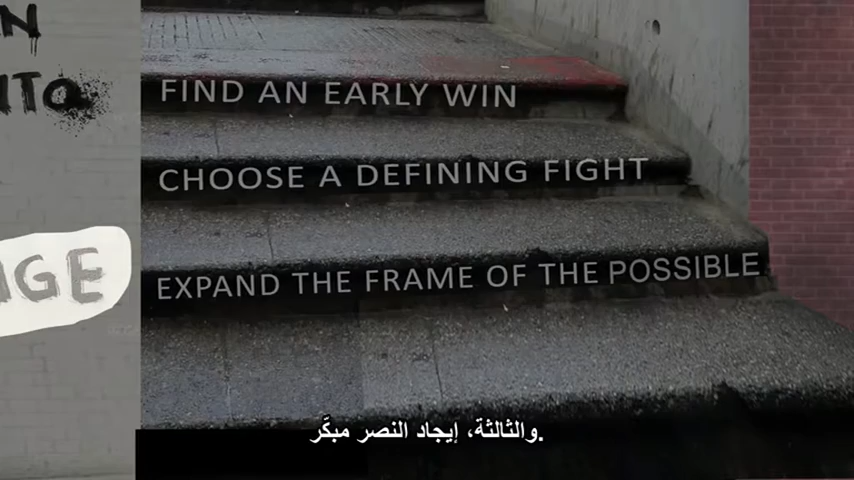 FIND AN EARLY WIN
CHOOSE A DEFINING FIGHT
EXPAND THE FRAME OF THE POSSIBLE
والثالثة، إيجاد النصر مبكّر.